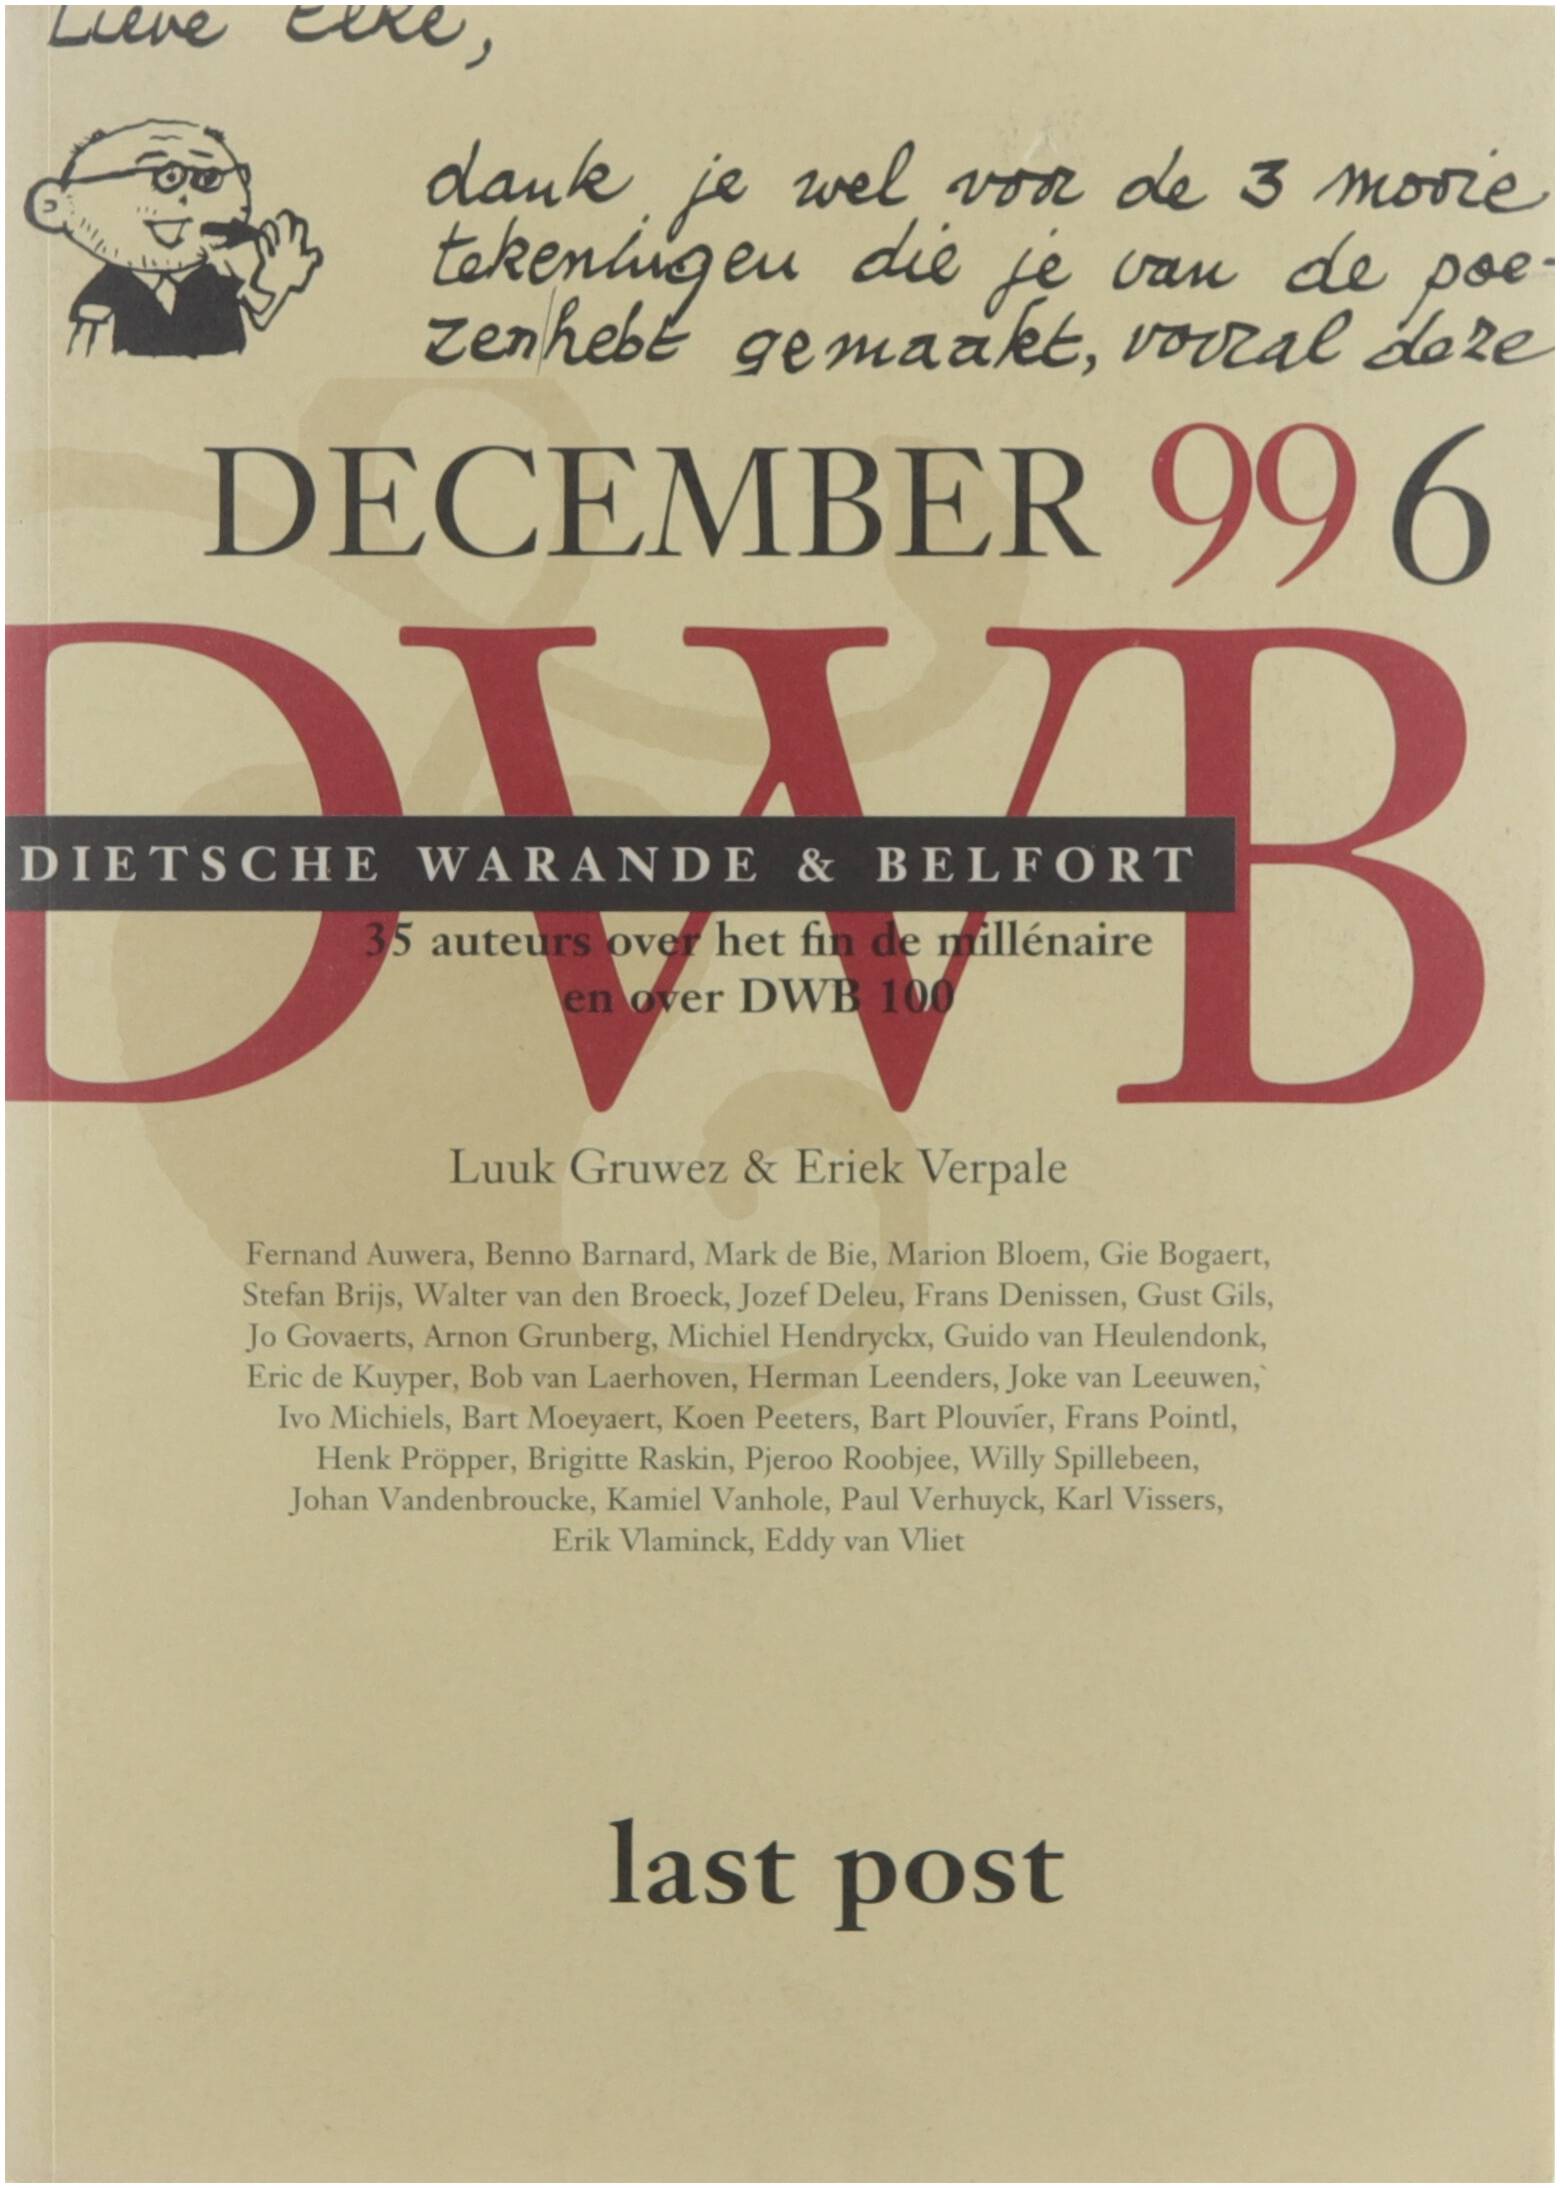 Lieve Elke,
dank je wel voor de 3 mooie
tekeningen die je van de poe-
zen hebt gemaakt, vooral deze
DECEMBER 99 6
DWB
DIETSCHE WARANDE & BELFORT
35 auteurs over het fin de millénaire
en over DWB 100
Luuk Gruwez & Eriek Verpale
Fernand Auwera, Benno Barnard, Mark de Bie, Marion Bloem, Gie Bogaert,
Stefan Brijs, Walter van den Broeck, Jozef Deleu, Frans Denissen, Gust Gils,
Jo Govaerts, Arnon Grunberg, Michiel Hendryckx, Guido van Heulendonk,
Eric de Kuyper, Bob van Laerhoven, Herman Leenders, Joke van Leeuwen,
Ivo Michiels, Bart Moeyaert, Koen Peeters, Bart Plouvier, Frans Pointl,
Henk Pröpper, Brigitte Raskin, Pjeroo Roobjee, Willy Spillebeen,
Johan Vandenbroucke, Kamiel Vanhole, Paul Verhuyck, Karl Vissers,
Erik Vlaminck, Eddy van Vliet
last post